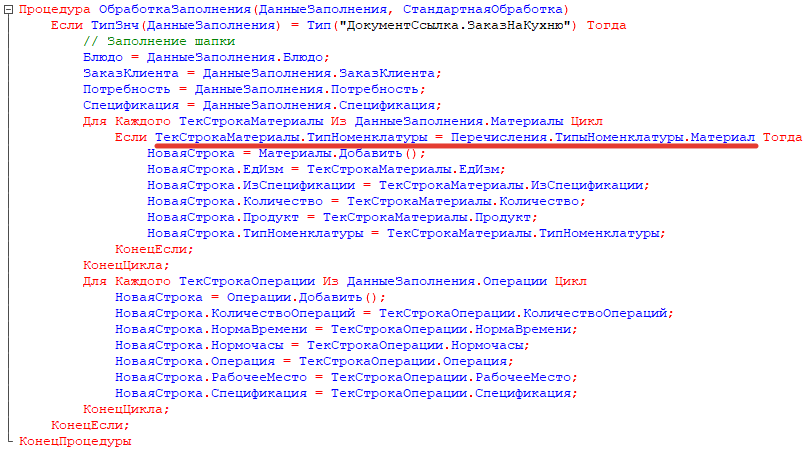 Процедура ОбработкаЗаполнения(ДанныеЗаполнения, СтандартнаяОбработка)
Если ТипЗнч(ДанныеЗаполнения) = Тип("ДокументСсылка.ЗаказНаКухню") Тогда
// Заполнение шапки
Блюдо = ДанныеЗаполнения.Блюдо;
ЗаказКлиента = ДанныеЗаполнения.ЗаказКлиента;
Потребность = ДанныеЗаполнения.Потребность;
Спецификация = ДанныеЗаполнения.Спецификация;
Для Каждого ТекСтрокаМатериалы Из ДанныеЗаполнения.Материалы Цикл
Если ТекСтрокаМатериалы.ТипНоменклатуры = Перечисления.ТипыНоменклатуры.Материал Тогда
НоваяСтрока = Материалы.Добавить();
НоваяСтрока.ЕдИзм = ТекСтрокаМатериалы.ЕдИзм;
НоваяСтрока.ИзСпецификации = ТекСтрокаМатериалы.ИзСпецификации;
НоваяСтрока.Количество = ТекСтрокаМатериалы.Количество;
НоваяСтрока.Продукт = ТекСтрокаМатериалы.Продукт;
НоваяСтрока.ТипНоменклатуры = ТекСтрокаМатериалы.ТипНоменклатуры;
КонецЕсли;
КонецЦикла;
Для Каждого ТекСтрокаОперации Из ДанныеЗаполнения.Операции Цикл
НоваяСтрока = Операции.Добавить();
НоваяСтрока.КоличествоОпераций = ТекСтрокаОперации.КоличествоОпераций;
НоваяСтрока.НормаВремени = ТекСтрокаОперации.НормаВремени;
НоваяСтрока.Нормочасы = ТекСтрокаОперации.Нормочасы;
НоваяСтрока.Операция = ТекСтрокаОперации.Операция;
НоваяСтрока.РабочееМесто = ТекСтрокаОперации.РабочееМесто;
НоваяСтрока.Спецификация = ТекСтрокаОперации.Спецификация;
КонецЦикла;
КонецЕсли;
КонецПроцедуры